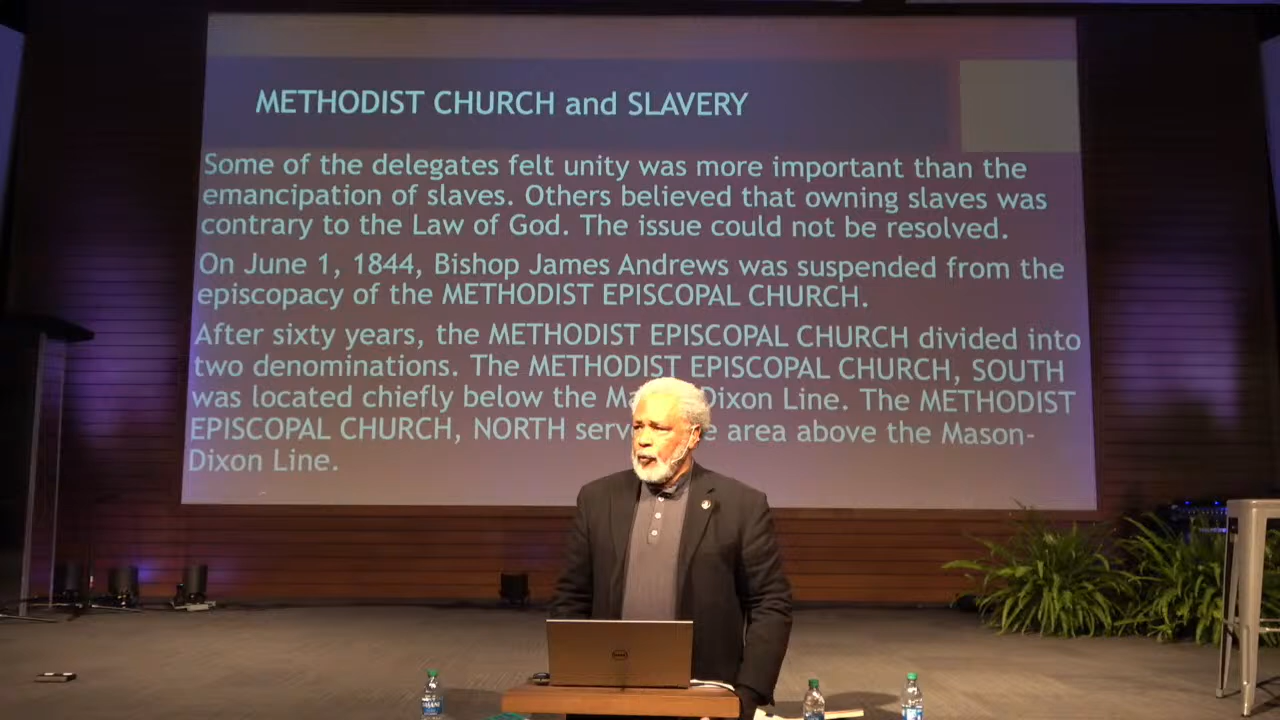 METHODIST CHURCH and SLAVERY
Some of the delegates felt unity was more important than the
emancipation of slaves. Others believed that owning slaves was
contrary to the Law of God. The issue could not be resolved.
On June 1, 1844, Bishop James Andrews was suspended from the
episcopacy of the METHODIST EPISCOPAL CHURCH.
After sixty years, the METHODIST EPISCOPAL CHURCH divided into
two denominations. The METHODIST EPISCOPAL CHURCH, SOUTH
was located chiefly below the Dixon Line. The METHODIST
EPISCOPAL CHURCH, NORTH area above the Mason-
Dixon Line.
DELL
DASANI